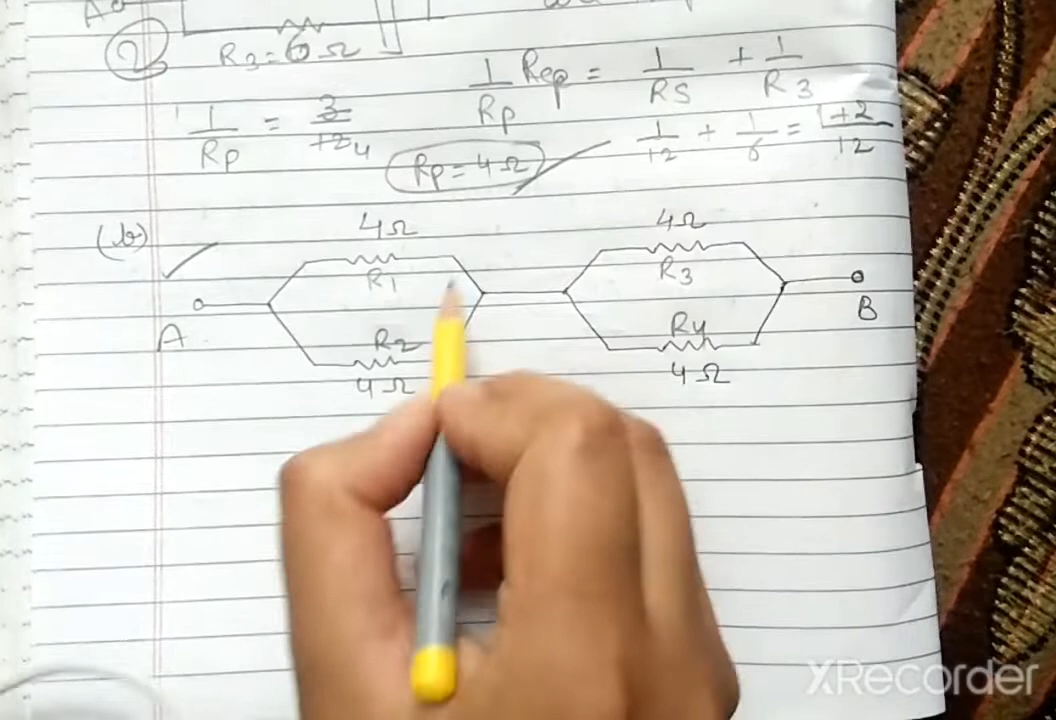 A
2 R3=6Ω
1/Rp Req = 1/RS + 1/R3
1/Rp = 3/12 4
Rp=4Ω
1/12 + 1/6 = 1+2/12
(b)
4Ω 4Ω
R1 R3
A B
R2 R4
4Ω 4Ω
XRecorder